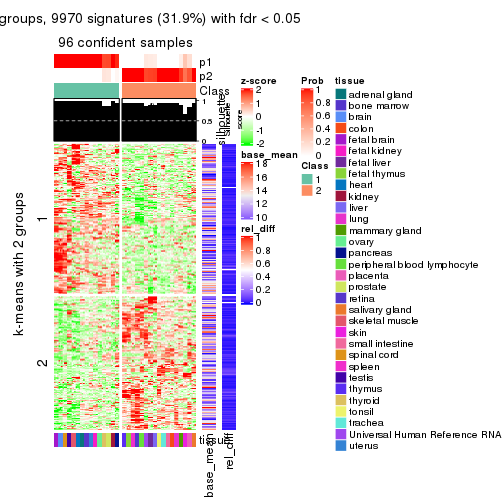 groups, 9970 signatures (31.9%) with fdr < 0.05
96 confident samples
p1
p2
Class
1
0.5
0
silhouette
score
k-means with 2 groups
1
2
tissue
base_mean
rel_diff
z-score
2
1
0
-1
-2
base_mean
18
16
14
12
10
rel_diff
1
0.8
0.6
0.4
0.2
0
Prob
1
0.8
0.6
0.4
0.2
0
Class
1
2
tissue
adrenal gland
bone marrow
brain
colon
fetal brain
fetal kidney
fetal liver
fetal thymus
heart
kidney
liver
lung
mammary gland
ovary
pancreas
peripheral blood lymphocyte
placenta
prostate
retina
salivary gland
skeletal muscle
skin
small intestine
spinal cord
spleen
testis
thymus
thyroid
tonsil
trachea
Universal Human Reference RNA
uterus